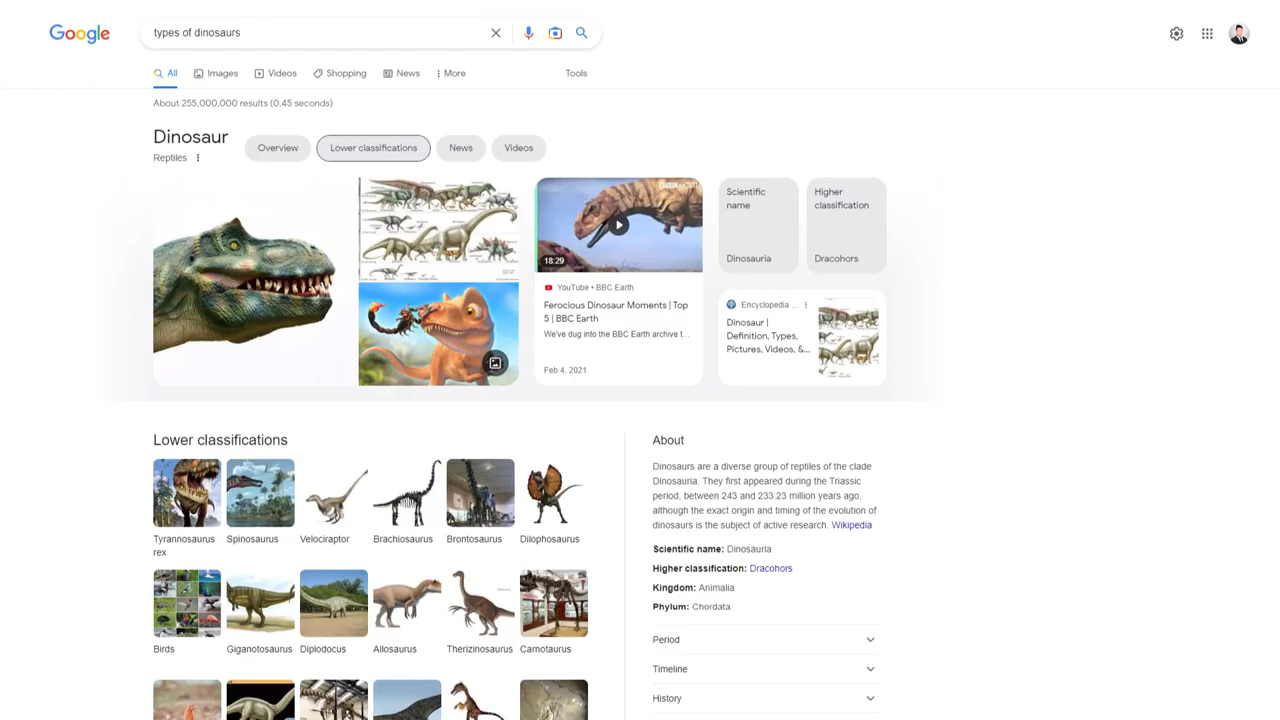 Google
types of dinosaurs
All
Images
Videos
Shopping
News
More
Tools
About 255,000,000 results (0.45 seconds)
Dinosaur
Reptiles
Overview
Lower classifications
News
Videos
18:29
YouTube • BBC Earth
Ferocious Dinosaur Moments | Top
5 | BBC Earth
We've dug into the BBC Earth archive t...
Feb 4, 2021
Scientific
name
Dinosauria
Higher
classification
Dracohors
Encyclopedia ...
Dinosaur |
Definition, Types,
Pictures, Videos, &...
Lower classifications
Tyrannosaurus
rex
Spinosaurus
Velociraptor
Brachiosaurus
Brontosaurus
Dilophosaurus
Birds
Giganotosaurus
Diplodocus
Allosaurus
Therizinosaurus
Carnotaurus
About
Dinosaurs are a diverse group of reptiles of the clade
Dinosauria. They first appeared during the Triassic
period, between 243 and 233.23 million years ago,
although the exact origin and timing of the evolution of
dinosaurs is the subject of active research. Wikipedia
Scientific name: Dinosauria
Higher classification: Dracohors
Kingdom: Animalia
Phylum: Chordata
Period
Timeline
History